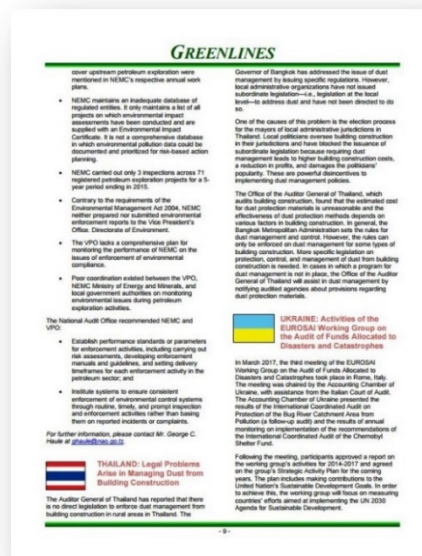 GREENLINES
cover upstream petroleum exploration were
mentioned in NEMC's respective annual work
plans.
• NEMC maintains an inadequate database of
regulated entities. It only maintains a list of all
projects on which environmental impact
assessments have been conducted and are
supplied with an Environmental Impact
Certificate. It is not a comprehensive database
in which environmental pollution data could be
documented and prioritized for risk-based action
planning.
• NEMC carried out only 3 inspections across 71
registered petroleum exploration projects for a 5-
year period ending in 2015.
• Contrary to the requirements of the
Environmental Management Act 2004, NEMC
neither prepared nor submitted environmental
enforcement reports to the Vice President's
Office, Directorate of Environment.
• The VPO lacks a comprehensive plan for
monitoring the performance of NEMC on the
issues of enforcement of environmental
compliance.
• Poor coordination existed between the VPO,
NEMC Ministry of Energy and Minerals, and
local government authorities on monitoring
environmental issues during petroleum
exploration activities.
The National Audit Office recommended NEMC and
VPO:
• Establish performance standards or parameters
for enforcement activities, including carrying out
risk assessments, developing enforcement
manuals and guidelines, and setting delivery
timeframes for each enforcement activity in the
petroleum sector; and
• Institute systems to ensure consistent
enforcement of environmental control systems
through routine, timely, and prompt inspection
and enforcement activities rather than basing
them on reported incidents or complaints.
For further information, please contact Mr. George C.
Haule at ghaule@nao.go.tz.
THAILAND: Legal Problems
Arise in Managing Dust from
Building Construction
The Auditor General of Thailand has reported that there
is no direct legislation to enforce dust management from
building construction in rural areas in Thailand. The
Governor of Bangkok has addressed the issue of dust
management by issuing specific regulations. However,
local administrative organizations have not issued
subordinate legislation—i.e., legislation at the local
level—to address dust and have not been directed to do
so.
One of the causes of this problem is the election process
for the mayors of local administrative jurisdictions in
Thailand. Local politicians oversee building construction
in their jurisdictions and have blocked the issuance of
subordinate legislation because requiring dust
management leads to higher building construction costs,
a reduction in profits, and damages the politicians'
popularity. These are powerful disincentives to
implementing dust management policies.
The Office of the Auditor General of Thailand, which
audits building construction, found that the estimated cost
for dust protection materials is unreasonable and the
effectiveness of dust protection methods depends on
various factors in building construction. In general, the
Bangkok Metropolitan Administration sets the rules for
dust management and control. However, the rules can
only be enforced on dust management for some types of
building construction. More specific legislation on
protection, control, and management of dust from building
construction is needed. In cases in which a program for
dust management is not in place, the Office of the Auditor
General of Thailand will assist in dust management by
notifying audited agencies about provisions regarding
dust protection materials.
UKRAINE: Activities of the
EUROSAI Working Group on
the Audit of Funds Allocated to
Disasters and Catastrophes
In March 2017, the third meeting of the EUROSAI
Working Group on the Audit of Funds Allocated to
Disasters and Catastrophes took place in Rome, Italy.
The meeting was chaired by the Accounting Chamber of
Ukraine, with assistance from the Italian Court of Audit.
The Accounting Chamber of Ukraine presented the
results of the International Coordinated Audit on
Protection of the Bug River Catchment Area from
Pollution (a follow-up audit) and the results of annual
monitoring on implementation of the recommendations of
the International Coordinated Audit of the Chernobyl
Shelter Fund.
Following the meeting, participants approved a report on
the working group's activities for 2014-2017 and agreed
on the group's Strategic Activity Plan for the coming
years. The plan includes making contributions to the
United Nation's Sustainable Development Goals. In order
to achieve this, the working group will focus on measuring
countries' efforts aimed at implementing the UN 2030
Agenda for Sustainable Development.
- 9 -